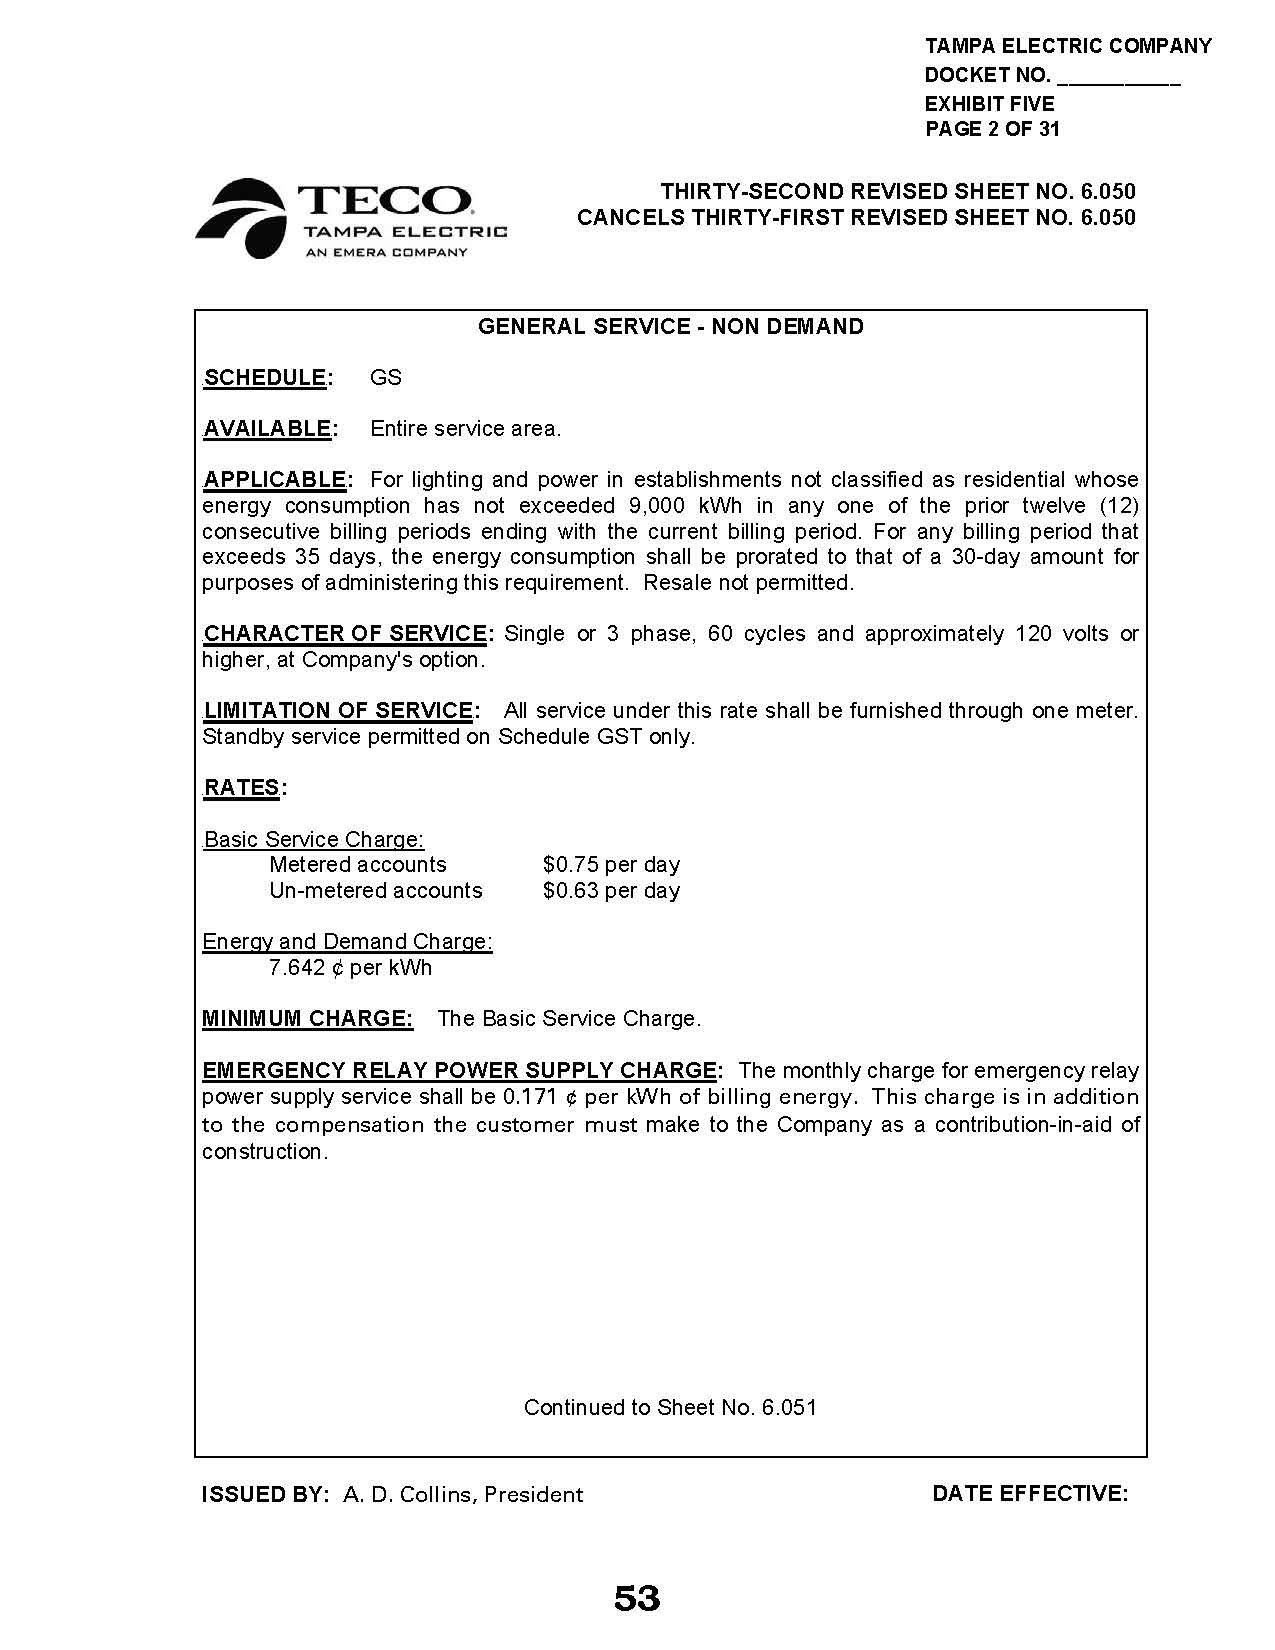 TAMPA ELECTRIC COMPANY
DOCKET NO. ___________
EXHIBIT FIVE
PAGE 2 OF 31
TECO
TAMPA ELECTRIC
AN EMERA COMPANY
THIRTY-SECOND REVISED SHEET NO. 6.050
CANCELS THIRTY-FIRST REVISED SHEET NO. 6.050
GENERAL SERVICE - NON DEMAND
SCHEDULE: GS
AVAILABLE: Entire service area.
APPLICABLE: For lighting and power in establishments not classified as residential whose
energy consumption has not exceeded 9,000 kWh in any one of the prior twelve (12)
consecutive billing periods ending with the current billing period. For any billing period that
exceeds 35 days, the energy consumption shall be prorated to that of a 30-day amount for
purposes of administering this requirement. Resale not permitted.
CHARACTER OF SERVICE: Single or 3 phase, 60 cycles and approximately 120 volts or
higher, at Company's option.
LIMITATION OF SERVICE: All service under this rate shall be furnished through one meter.
Standby service permitted on Schedule GST only.
RATES:
Basic Service Charge:
Metered accounts $0.75 per day
Un-metered accounts $0.63 per day
Energy and Demand Charge:
7.642 ¢ per kWh
MINIMUM CHARGE: The Basic Service Charge.
EMERGENCY RELAY POWER SUPPLY CHARGE: The monthly charge for emergency relay
power supply service shall be 0.171 ¢ per kWh of billing energy. This charge is in addition
to the compensation the customer must make to the Company as a contribution-in-aid of
construction.
Continued to Sheet No. 6.051
ISSUED BY: A. D. Collins, President DATE EFFECTIVE:
53